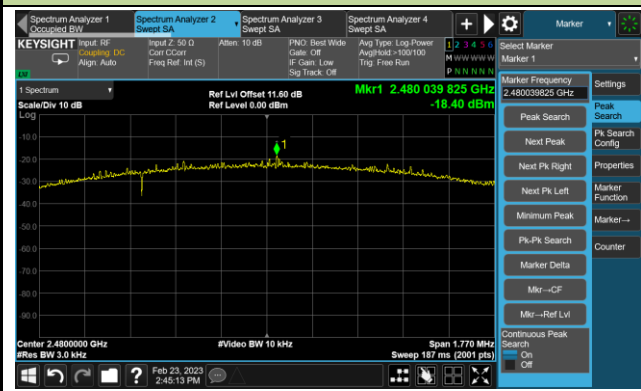 Spectrum Analyzer 1
Occupied BW
Spectrum Analyzer 2
Swept SA
Spectrum Analyzer 3
Swept SA
Spectrum Analyzer 4
Swept SA
Marker
KEYSIGHT
Input: RF
Coupling: DC
Align: Auto
Input Z: 50 Ω
Corr CCorr
Freq Ref: Int (S)
Atten: 10 dB
PNO: Best Wide
Gate: Off
IF Gain: Low
Sig Track: Off
Avg Type: Log-Power
Avg|Hold:>100/100
Trig: Free Run
1 2 3 4 5 6
M W W W W W
P N N N N N
Select Marker
Marker 1
LXI
1 Spectrum
Scale/Div 10 dB
Log
Ref Lvl Offset 11.60 dB
Ref Level 0.00 dBm
Mkr1 2.480 039 825 GHz
-18.40 dBm
1
-10.0
-20.0
-30.0
-40.0
-50.0
-60.0
-70.0
-80.0
-90.0
Center 2.4800000 GHz
#Res BW 3.0 kHz
#Video BW 10 kHz
Span 1.770 MHz
Sweep 187 ms (2001 pts)
Marker Frequency
2.480039825 GHz
Peak Search
Next Peak
Next Pk Right
Next Pk Left
Minimum Peak
Pk-Pk Search
Marker Delta
Mkr→CF
Mkr→Ref Lvl
Continuous Peak
Search
On
Off
Settings
Peak
Search
Pk Search
Config
Properties
Marker
Function
Marker→
Counter
?
Feb 23, 2023
2:45:13 PM